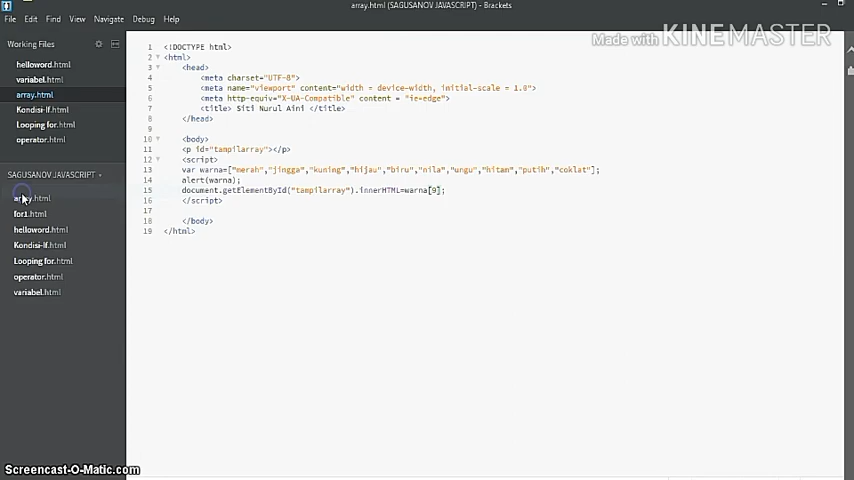 array.html (SAGUSANOV JAVASCRIPT) - Brackets
File Edit Find View Navigate Debug Help
Made with KINEMASTER
Working Files
helloword.html
variabel.html
array.html
Kondisi-If.html
Looping for.html
operator.html
SAGUSANOV JAVASCRIPT
array.html
for1.html
helloword.html
Kondisi-If.html
Looping for.html
operator.html
variabel.html
1 <!DOCTYPE html>
2 <html>
3 <head>
4 <meta charset="UTF-8">
5 <meta name="viewport" content="width = device-width, initial-scale = 1.0">
6 <meta http-equiv="X-UA-Compatible" content = "ie=edge">
7 <title> Siti Nurul Aini </title>
8 </head>
9
10 <body>
11 <p id="tampilarray"></p>
12 <script>
13 var warna=["merah","jingga","kuning","hijau","biru","nila","ungu","hitam","putih","coklat"];
14 alert(warna);
15 document.getElementById("tampilarray").innerHTML=warna[9];
16 </script>
17
18 </body>
19 </html>
Screencast-O-Matic.com